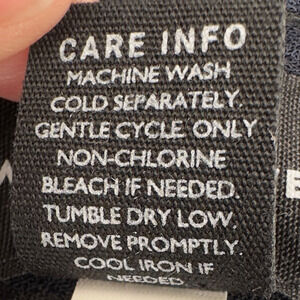 CARE INFO
MACHINE WASH
COLD SEPARATELY.
GENTLE CYCLE ONLY
NON-CHLORINE
BLEACH IF NEEDED.
TUMBLE DRY LOW,
REMOVE PROMPTLY.
COOL IRON IF
NEEDED